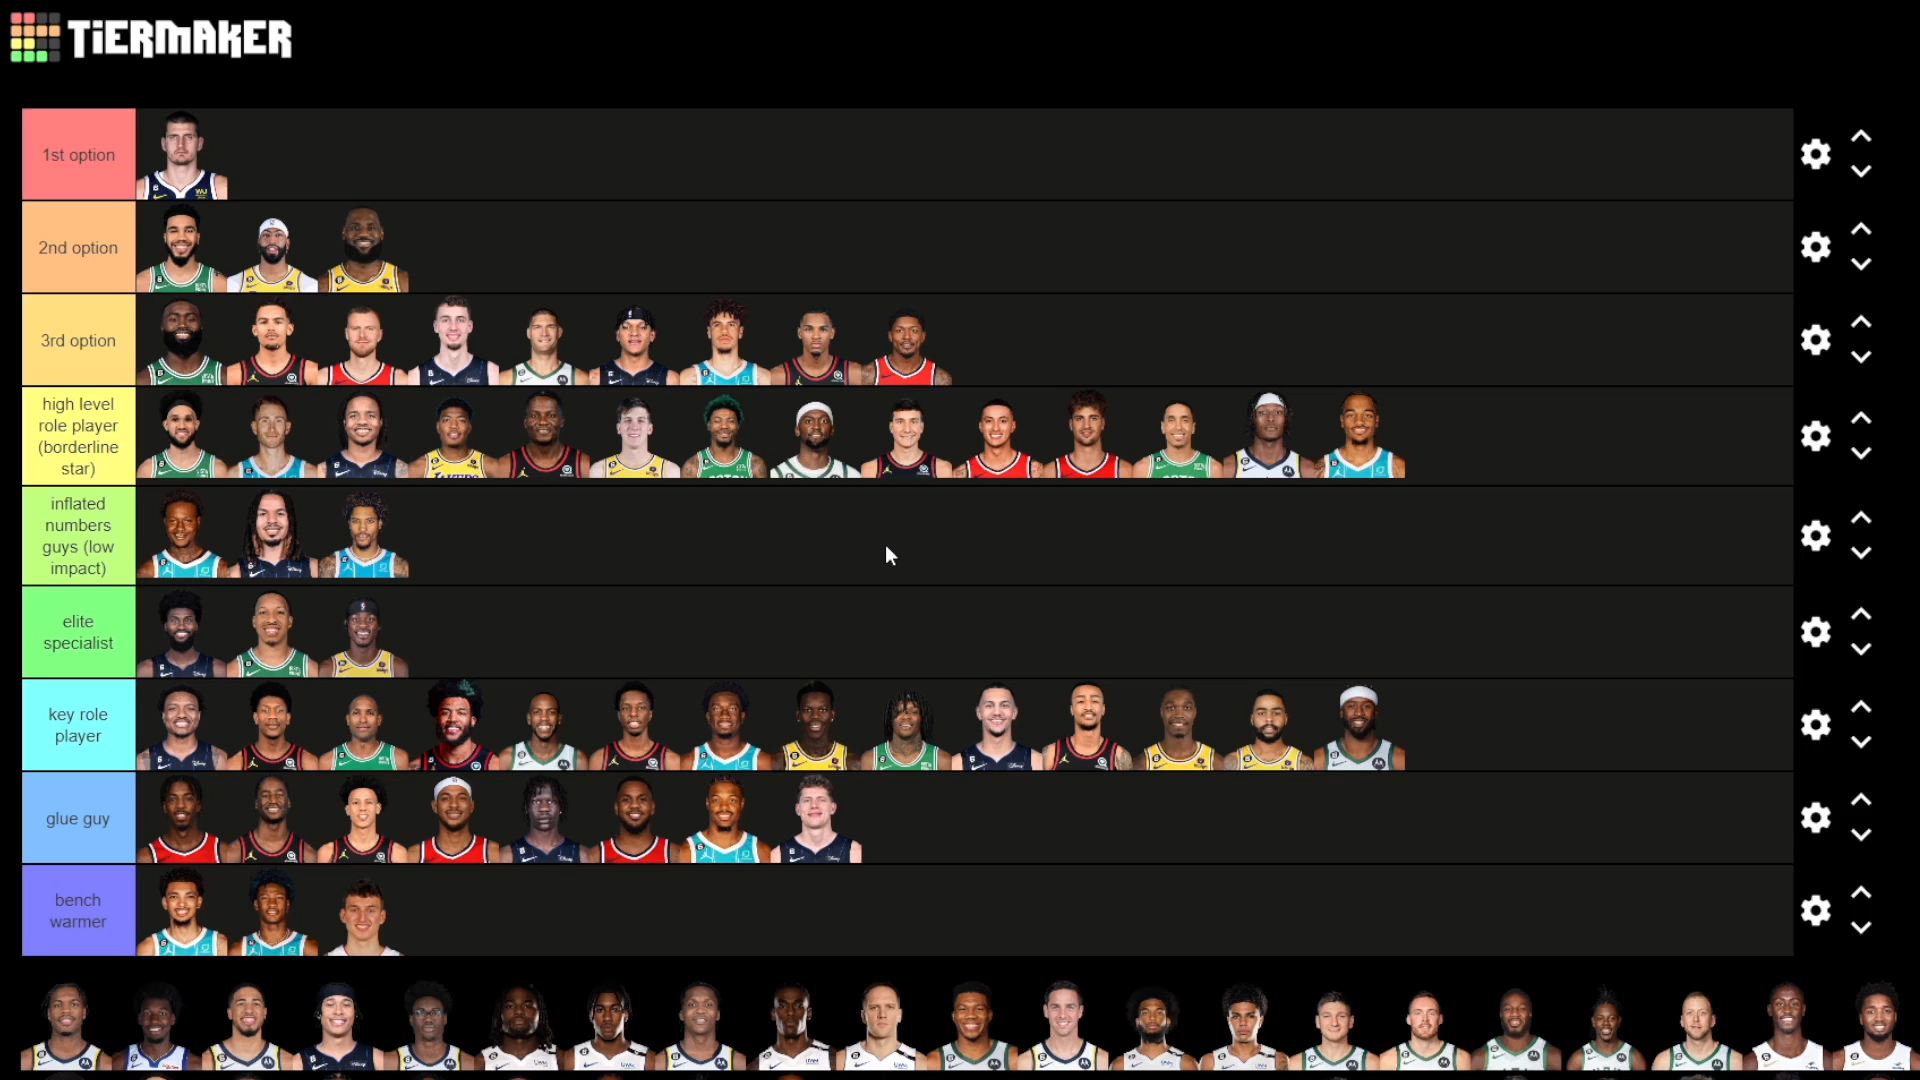 TiERMAKER
1st option
2nd option
3rd option
high level
role player
(borderline
star)
inflated
numbers
guys (low
impact)
elite
specialist
key role
player
glue guy
bench
warmer